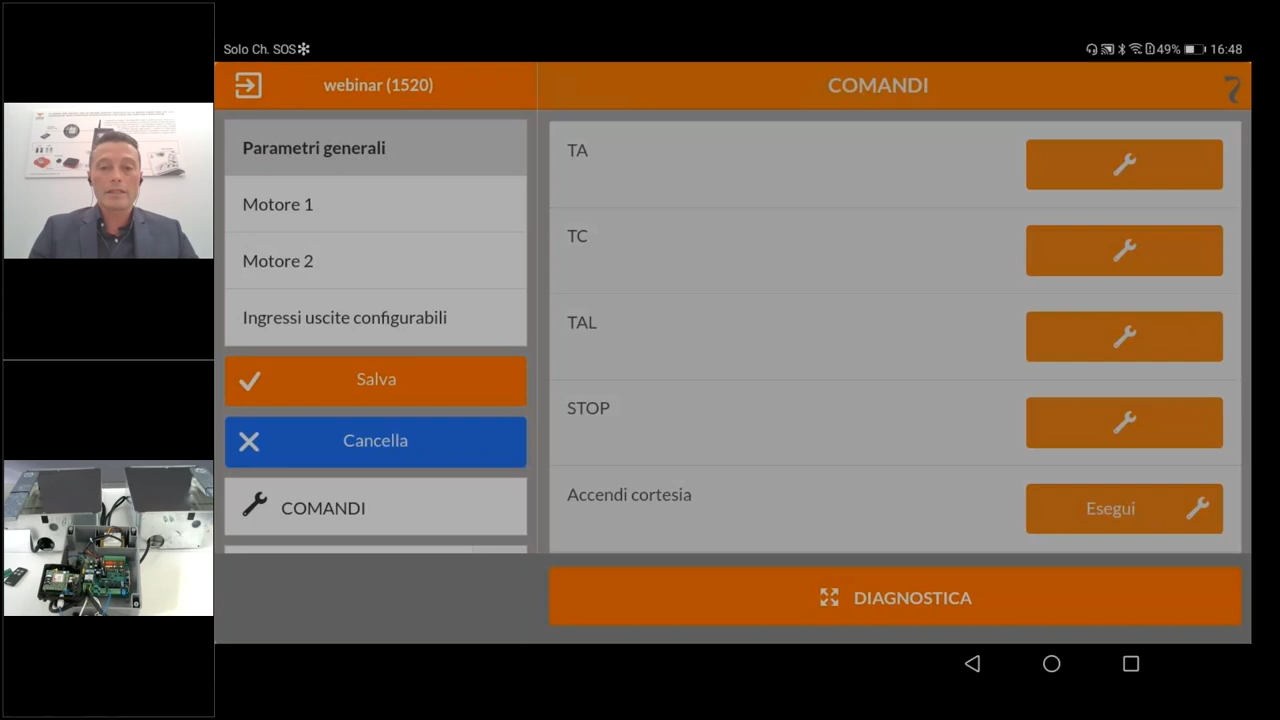 Solo Ch. SOS✻
49% 16:48
webinar (1520)
COMANDI
Parametri generali
Motore 1
Motore 2
Ingressi uscite configurabili
Salva
Cancella
COMANDI
TA
TC
TAL
STOP
Accendi cortesia
Esegui
DIAGNOSTICA